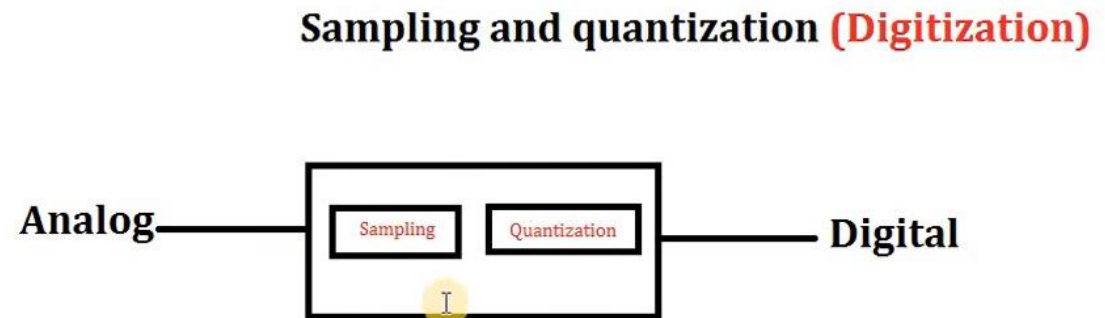 Sampling and quantization (Digitization)
Analog
Sampling
Quantization
Digital